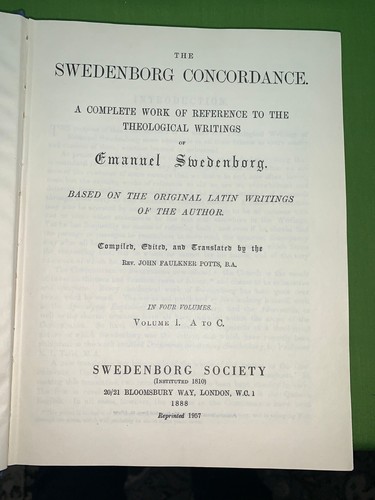 THE
SWEDENBORG CONCORDANCE.
A COMPLETE WORK OF REFERENCE TO THE
THEOLOGICAL WRITINGS
OF
Emanuel Swedenborg.
BASED ON THE ORIGINAL LATIN WRITINGS
OF THE AUTHOR.
Compiled, Edited, and Translated by the
REV. JOHN FAULKNER POTTS, B.A.
IN FOUR VOLUMES.
VOLUME I. A TO C.
SWEDENBORG SOCIETY
(INSTITUTED 1810)
20/21 BLOOMSBURY WAY, LONDON, W.C. 1
1888
Reprinted 1957